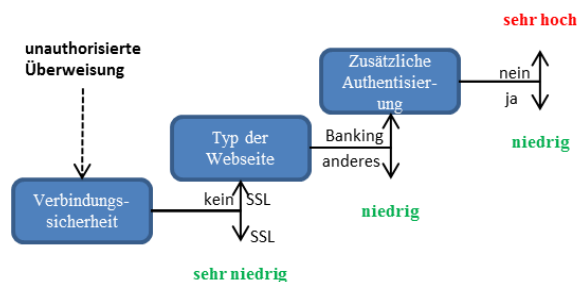 sehr hoch
unauthorisierte
Überweisung
Zusätzliche
Authentisier-
ung
nein
ja
niedrig
Typ der
Webseite
Banking
anderes
niedrig
Verbindungs-
sicherheit
kein SSL
SSL
sehr niedrig